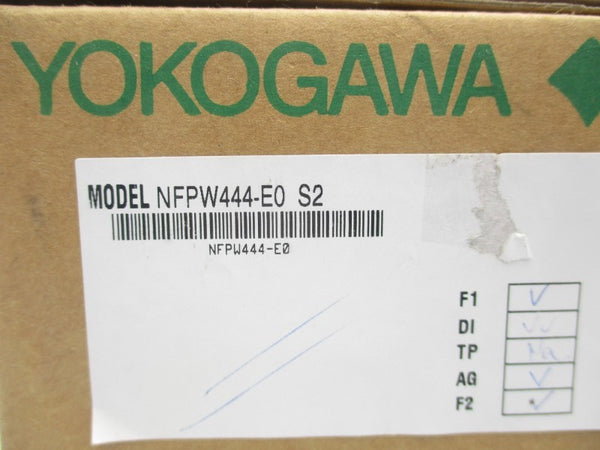 YOKOGAWA
MODEL NFPW444-E0 S2
NFPW444-E0
F1 ✓
DI
TP
AG ✓
F2 ✓